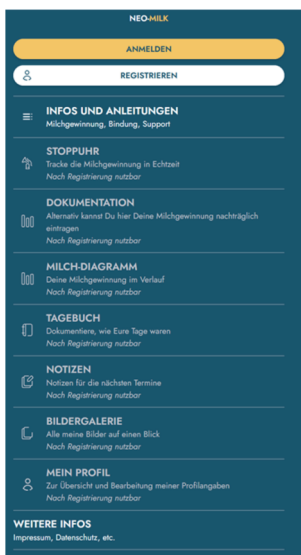 NEO-MILK
ANMELDEN
REGISTRIEREN
INFOS UND ANLEITUNGEN
Milchgewinnung, Bindung, Support
STOPPUHR
Tracke die Milchgewinnung in Echtzeit
Nach Registrierung nutzbar
DOKUMENTATION
Alternativ kannst Du hier Deine Milchgewinnung nachträglich
eintragen
Nach Registrierung nutzbar
MILCH-DIAGRAMM
Deine Milchgewinnung im Verlauf
Nach Registrierung nutzbar
TAGEBUCH
Dokumentiere, wie Eure Tage waren
Nach Registrierung nutzbar
NOTIZEN
Notizen für die nächsten Termine
Nach Registrierung nutzbar
BILDERGALERIE
Alle meine Bilder auf einen Blick
Nach Registrierung nutzbar
MEIN PROFIL
Zur Übersicht und Bearbeitung meiner Profilangaben
Nach Registrierung nutzbar
WEITERE INFOS
Impressum, Datenschutz, etc.